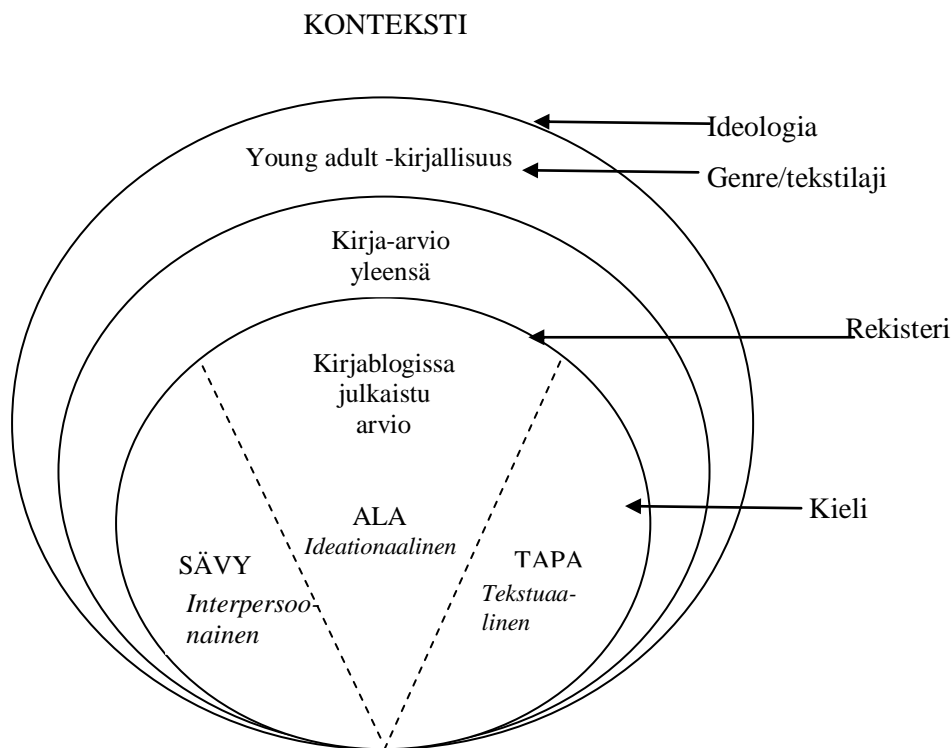 KONTEKSTI
Ideologia
Young adult -kirjallisuus
Genre/tekstilaji
Kirja-arvio
yleensä
Rekisteri
Kirjablogissa
julkaistu
arvio
Kieli
ALA
Ideationaalinen
SÄVY
Interpersoo-
nainen
TAPA
Tekstuaa-
linen